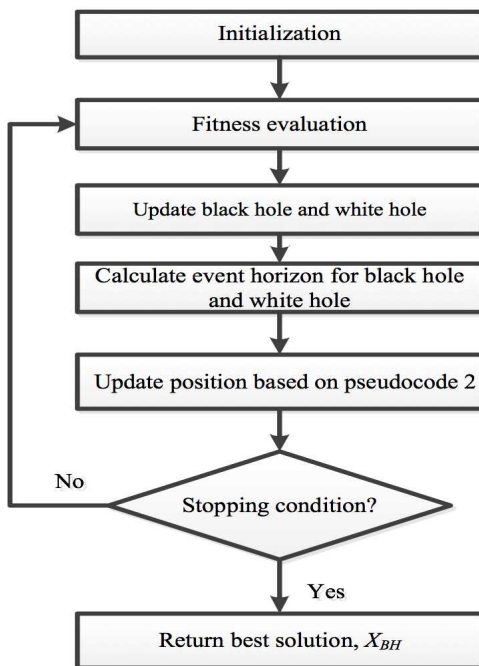 Initialization
Fitness evaluation
Update black hole and white hole
Calculate event horizon for black hole
and white hole
Update position based on pseudocode 2
Stopping condition?
No
Yes
Return best solution, X_BH